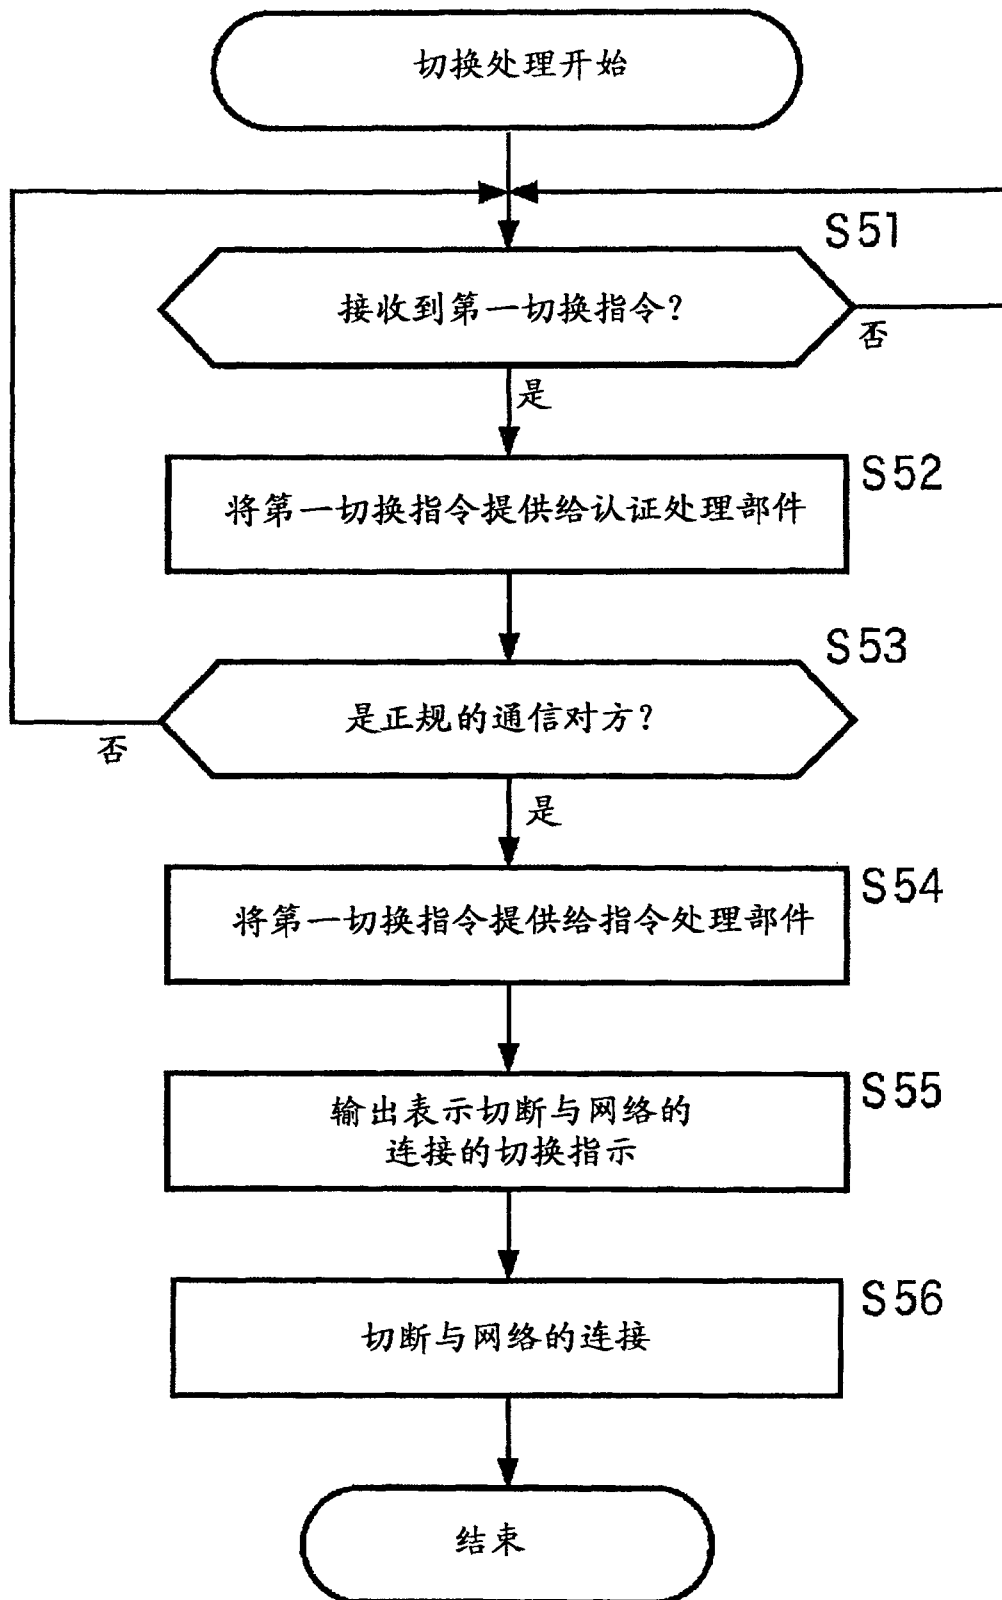 切换处理开始
S51
接收到第一切换指令?
否
是
S52
将第一切换指令提供给认证处理部件
S53
是正规的通信对方?
否
是
S54
将第一切换指令提供给指令处理部件
S55
输出表示切断与网络的
连接的切换指示
S56
切断与网络的连接
结束